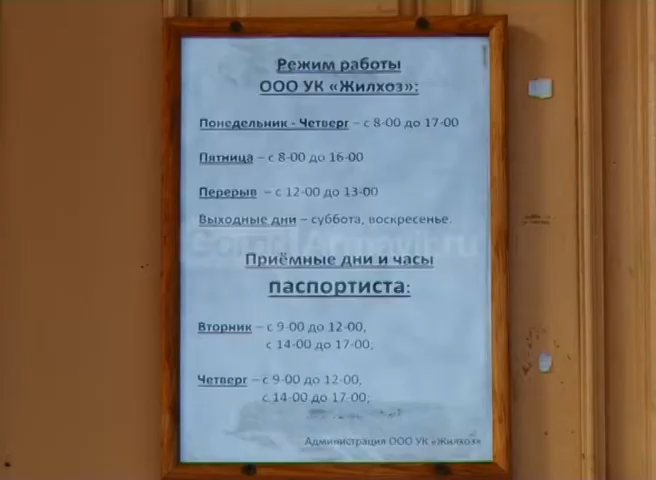 Режим работы
ООО УК «Жилхоз»:
Понедельник - Четверг – с 8-00 до 17-00
Пятница – с 8-00 до 16-00
Перерыв – с 12-00 до 13-00
Выходные дни – суббота, воскресенье.
Приёмные дни и часы
паспортиста:
Вторник – с 9-00 до 12-00,
с 14-00 до 17-00;
Четверг – с 9-00 до 12-00,
с 14-00 до 17-00;
Администрация ООО УК «Жилхоз»